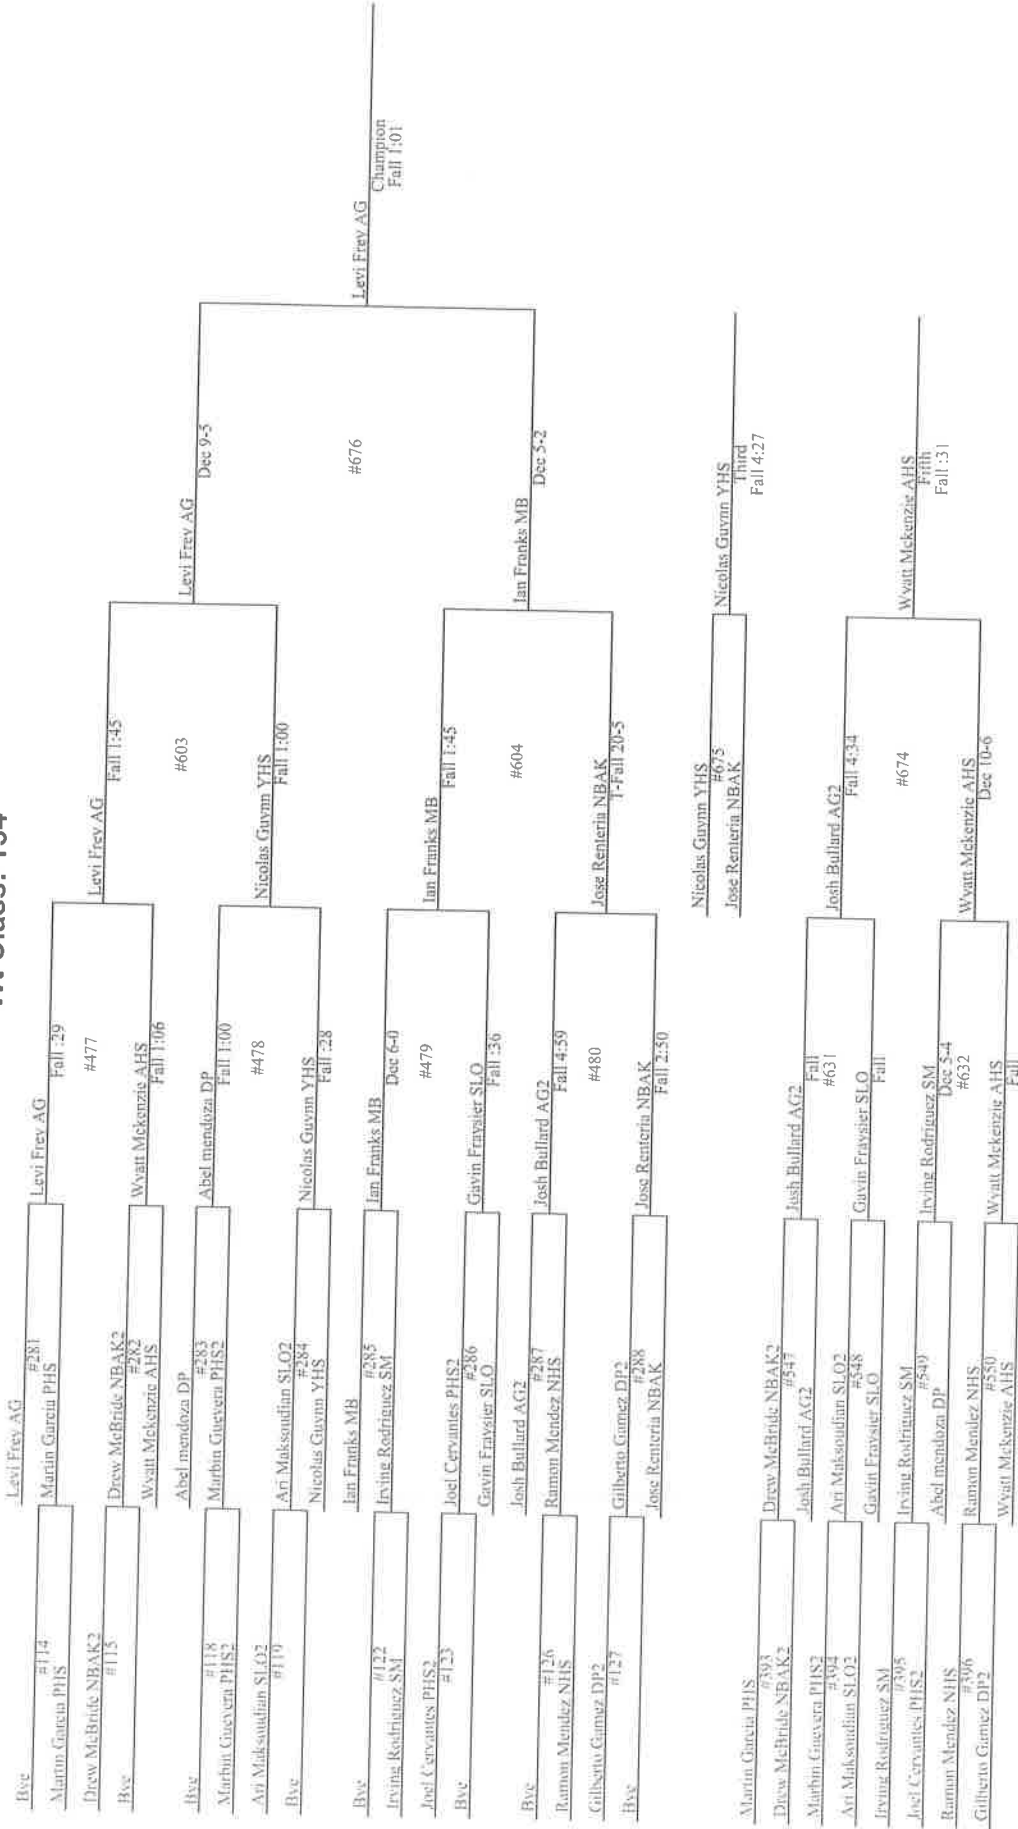 Bye
#114
Martin Garcia PHS
Drew McBride NBAK2
#115
Bye
Bye
#118
Marbin Guevera PHS2
Ari Maksoudian SLO2
#119
Bye
Bye
#122
Irving Rodriguez SM
Joel Cervantes PHS2
#123
Bye
Bye
#126
Ramon Mendez NHS
Gilberto Gamez DP2
#127
Bye
Levi Frey AG
#281
Martin Garcia PHS
Drew McBride NBAK2
#282
Wyatt Mckenzie AHS
Abel mendoza DP
#283
Marbin Guevera PHS2
Ari Maksoudian SLO2
#284
Nicolas Guynn YHS
Ian Franks MB
#285
Irving Rodriguez SM
Joel Cervantes PHS2
#286
Gavin Fraysier SLO
Josh Bullard AG2
#287
Ramon Mendez NHS
Gilberto Gamez DP2
#288
Jose Renteria NBAK
Levi Frey AG
Fall :29
#477
Wyatt Mckenzie AHS
Fall 1:06
Abel mendoza DP
Fall 1:00
#478
Nicolas Guynn YHS
Fall :28
Ian Franks MB
Dec 6-0
#479
Gavin Fraysier SLO
Fall :36
Josh Bullard AG2
Fall 4:59
#480
Jose Renteria NBAK
Fall 2:50
Levi Frey AG
Fall 1:45
#603
Nicolas Guynn YHS
Fall 1:00
Ian Franks MB
Fall 1:45
#604
Jose Renteria NBAK
T-Fall 20-5
Levi Frey AG
Dec 9-5
#676
Ian Franks MB
Dec 5-2
Levi Frey AG
Champion
Fall 1:01
Nicolas Guynn YHS
#675
Jose Renteria NBAK
Nicolas Guynn YHS
Third
Fall 4:27
Martin Garcia PHS
#393
Drew McBride NBAK2
Marbin Guevera PHS2
#394
Ari Maksoudian SLO2
Irving Rodriguez SM
#395
Joel Cervantes PHS2
Ramon Mendez NHS
#396
Gilberto Gamez DP2
Drew McBride NBAK2
#547
Josh Bullard AG2
Ari Maksoudian SLO2
#548
Gavin Fraysier SLO
Irving Rodriguez SM
#549
Abel mendoza DP
Ramon Mendez NHS
#550
Wyatt Mckenzie AHS
Josh Bullard AG2
Fall
#631
Gavin Fraysier SLO
Fall
Irving Rodriguez SM
Dec 5-4
#632
Wyatt Mckenzie AHS
Fall
Josh Bullard AG2
Fall 4:34
#674
Wyatt Mckenzie AHS
Dec 10-6
Wyatt Mckenzie AHS
Fifth
Fall :31